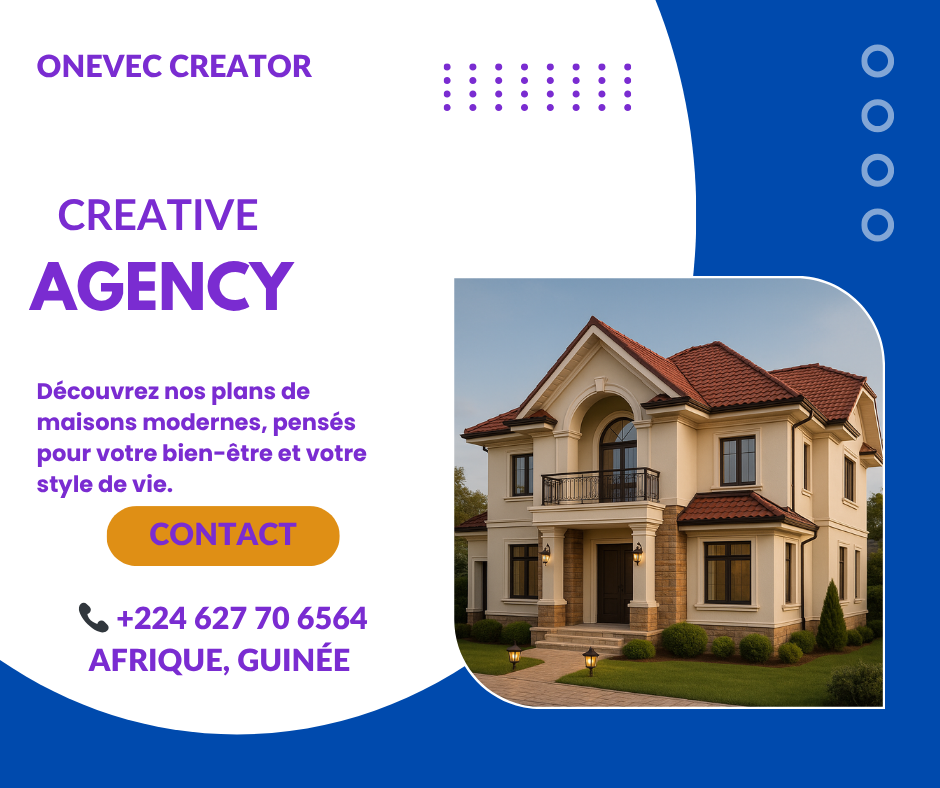 ONEVEC CREATOR
CREATIVE
AGENCY
Découvrez nos plans de
maisons modernes, pensés
pour votre bien-être et votre
style de vie.
CONTACT
📞 +224 627 70 6564
AFRIQUE, GUINÉE